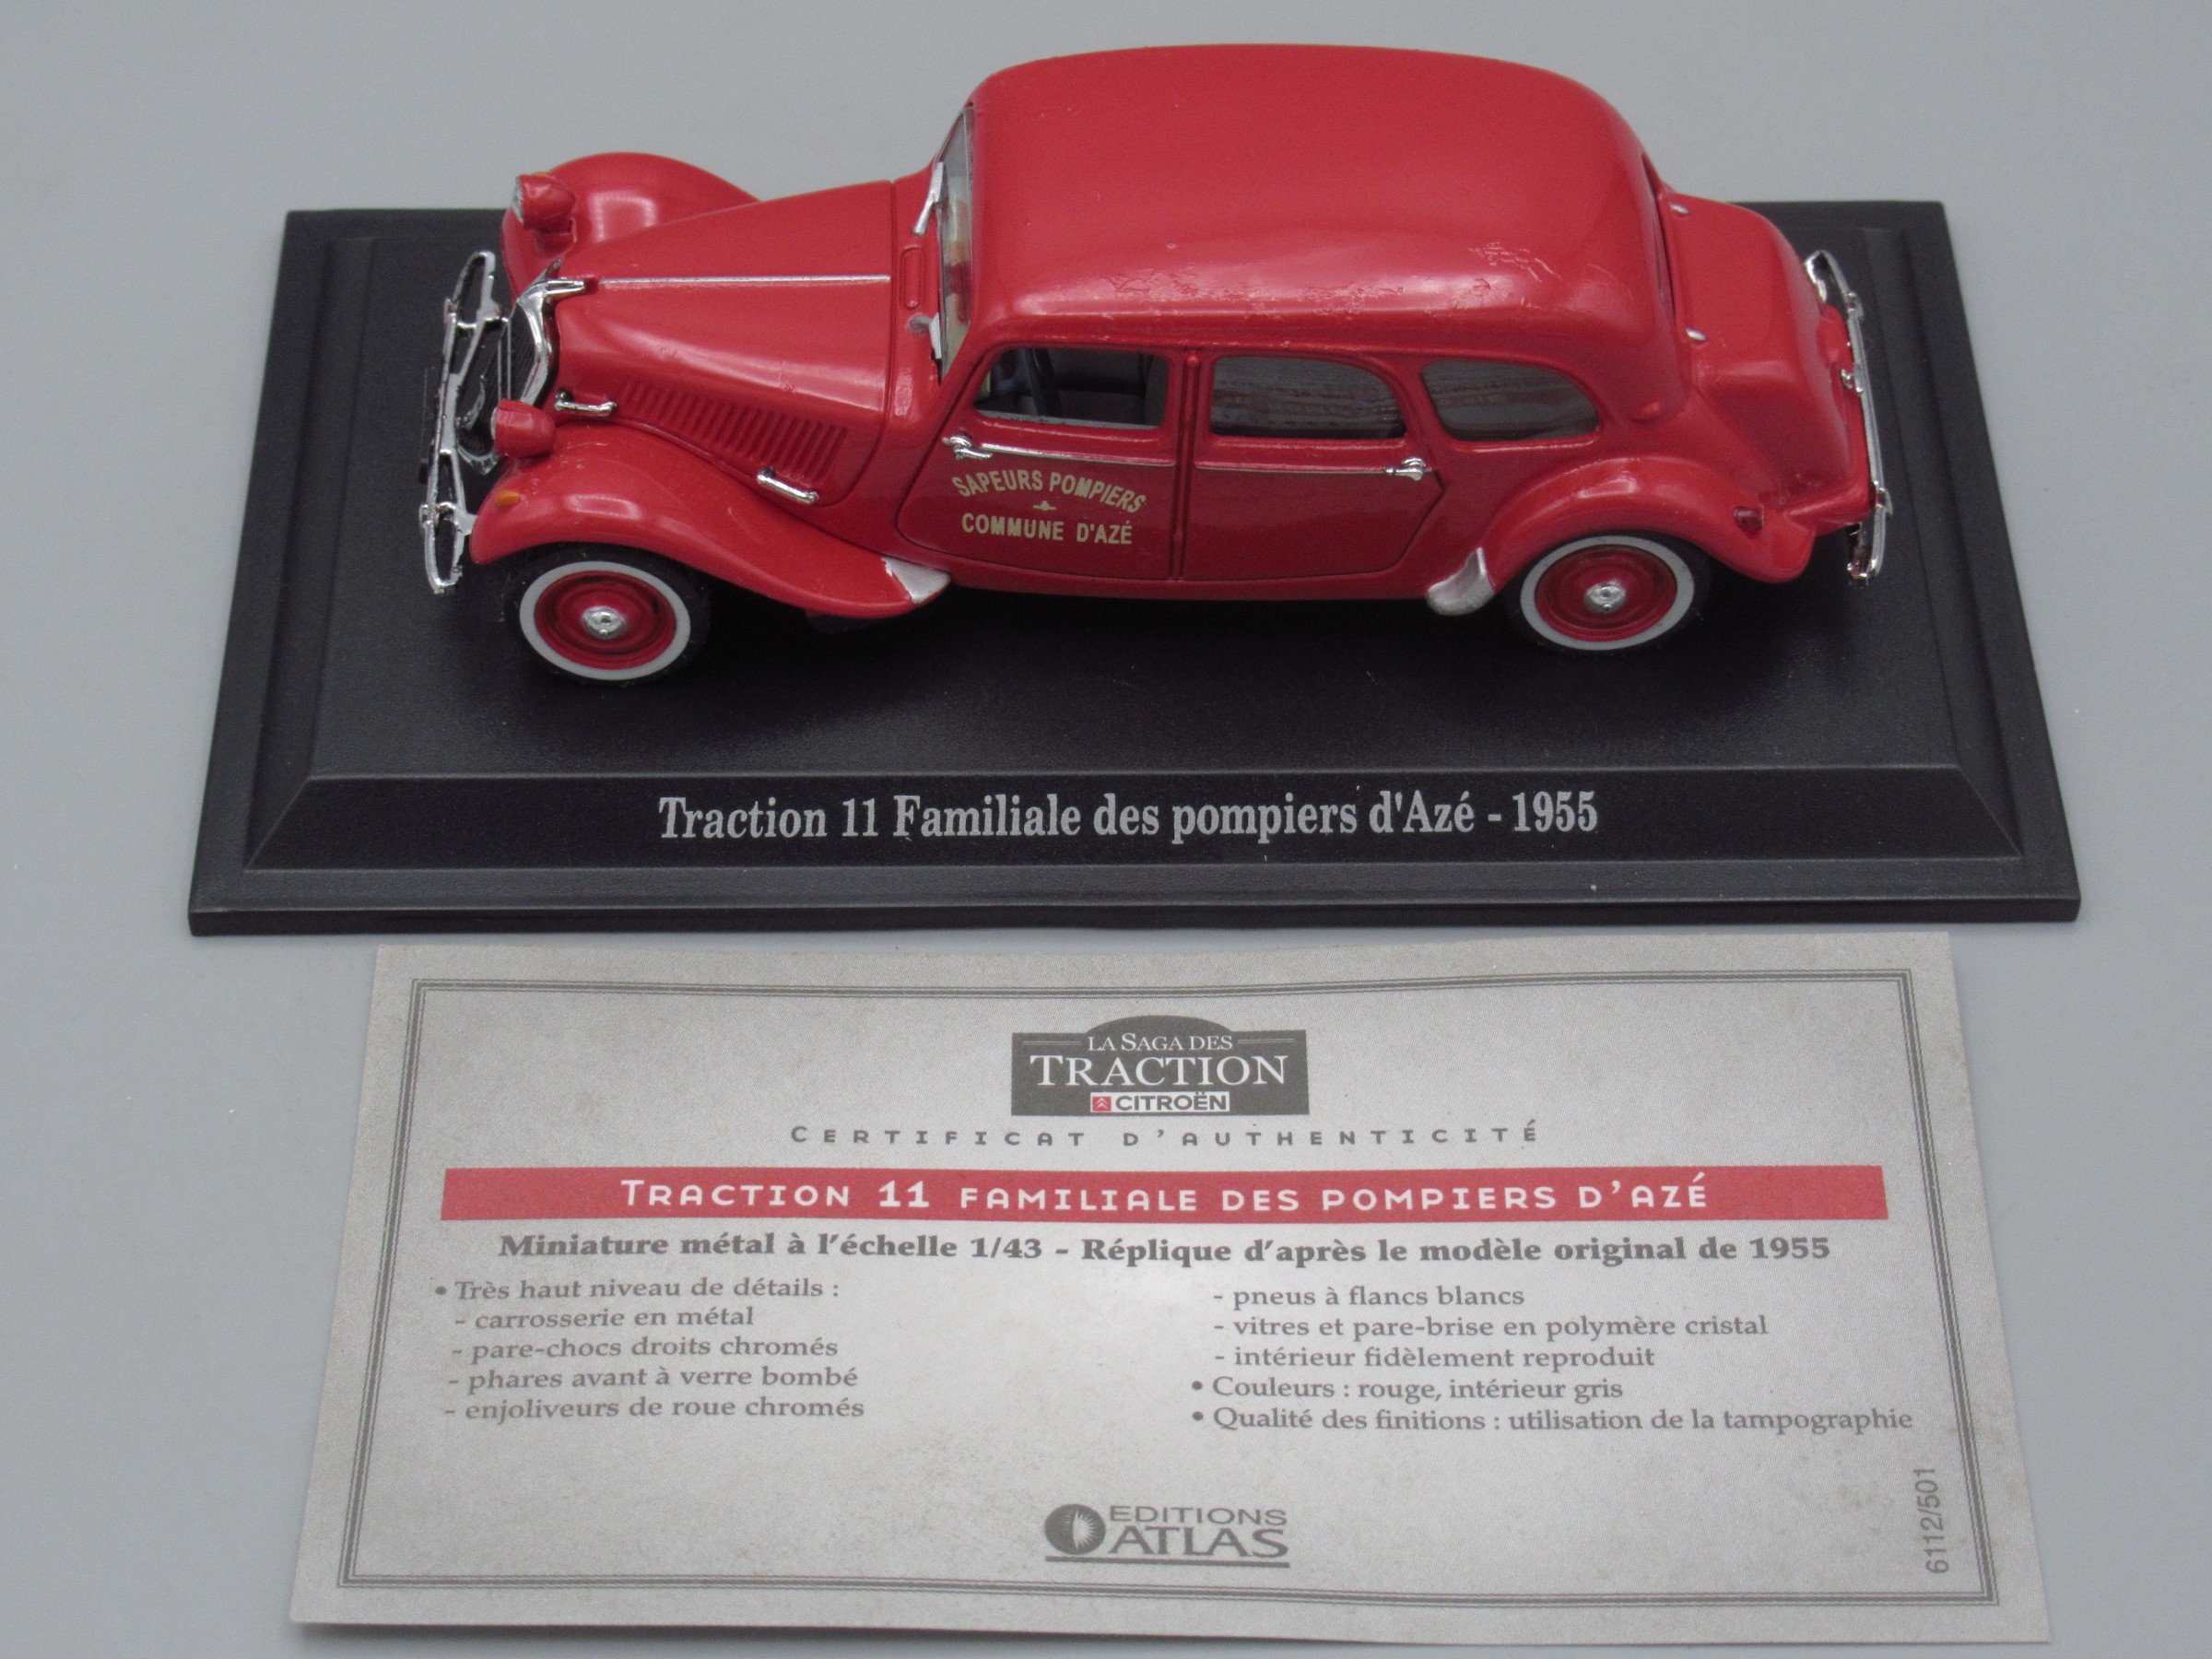 SAPEURS POMPIERS
COMMUNE D'AZÉ
Traction 11 Familiale des pompiers d'Azé - 1955
LA SAGA DES
TRACTION
CITROËN
CERTIFICAT D'AUTHENTICITÉ
TRACTION 11 FAMILIALE DES POMPIERS D'AZÉ
Miniature métal à l'échelle 1/43 - Réplique d'après le modèle original de 1955
• Très haut niveau de détails :
- carrosserie en métal
- pare-chocs droits chromés
- phares avant à verre bombé
- enjoliveurs de roue chromés
- pneus à flancs blancs
- vitres et pare-brise en polymère cristal
- intérieur fidèlement reproduit
• Couleurs : rouge, intérieur gris
• Qualité des finitions : utilisation de la tampographie
EDITIONS
ATLAS
6112/501